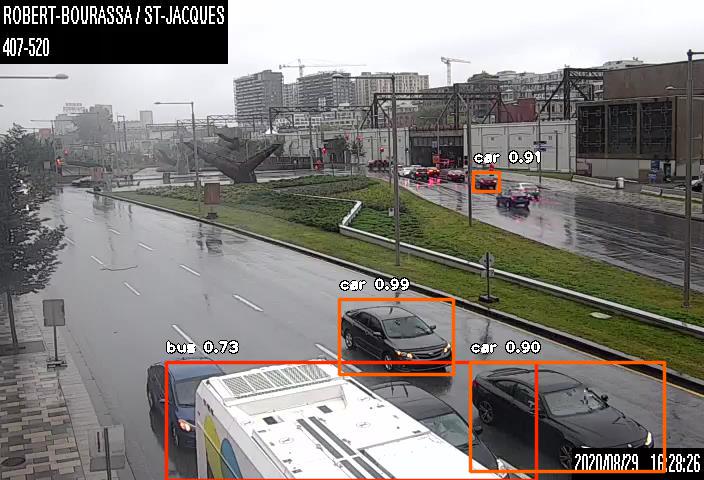 ROBERT-BOURASSA / ST-JACQUES
407-520
car 0.91
car 0.99
bus 0.73
car 0.90
2020/08/29 16:28:26